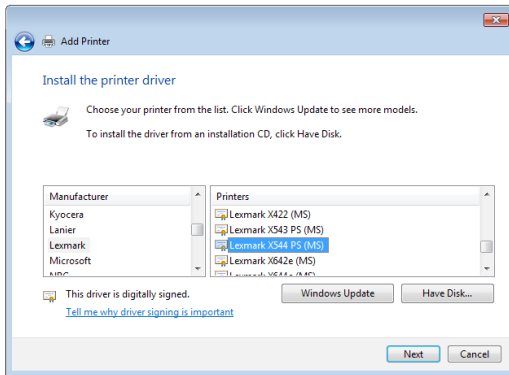 Add Printer
Install the printer driver
Choose your printer from the list. Click Windows Update to see more models.
To install the driver from an installation CD, click Have Disk.
Manufacturer
Kyocera
Lanier
Lexmark
Microsoft
Printers
Lexmark X422 (MS)
Lexmark X543 PS (MS)
Lexmark X544 PS (MS)
Lexmark X642e (MS)
This driver is digitally signed.
Tell me why driver signing is important
Windows Update
Have Disk...
Next
Cancel